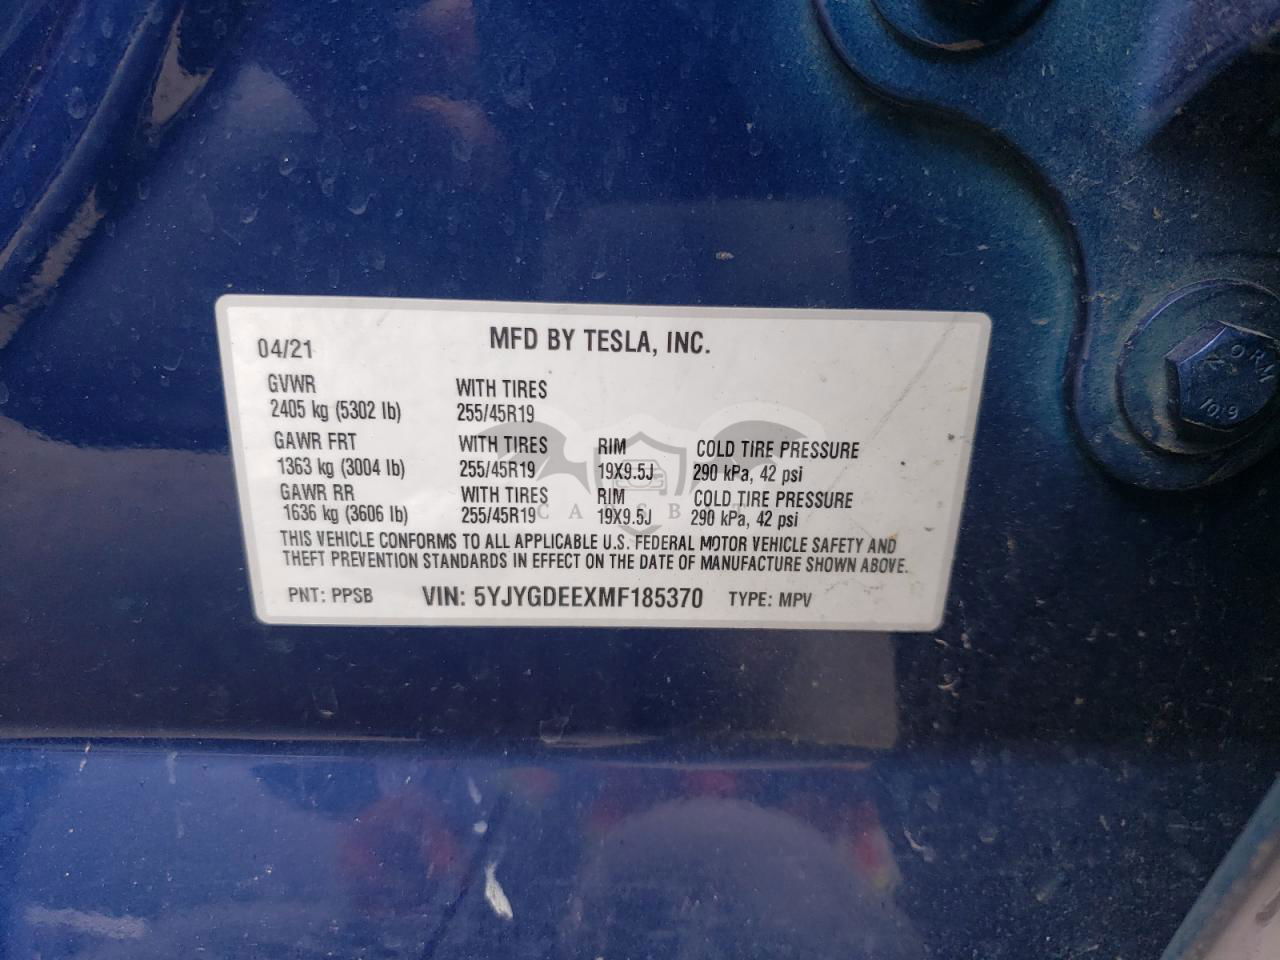 04/21 MFD BY TESLA, INC.
GVWR WITH TIRES
2405 kg (5302 lb) 255/45R19
GAWR FRT WITH TIRES RIM COLD TIRE PRESSURE
1363 kg (3004 lb) 255/45R19 19X9.5J 290 kPa, 42 psi
GAWR RR WITH TIRES RIM COLD TIRE PRESSURE
1636 kg (3606 lb) 255/45R19 19X9.5J 290 kPa, 42 psi
THIS VEHICLE CONFORMS TO ALL APPLICABLE U.S. FEDERAL MOTOR VEHICLE SAFETY AND
THEFT PREVENTION STANDARDS IN EFFECT ON THE DATE OF MANUFACTURE SHOWN ABOVE.
PNT: PPSB VIN: 5YJYGDEEXMF185370 TYPE: MPV
10.9